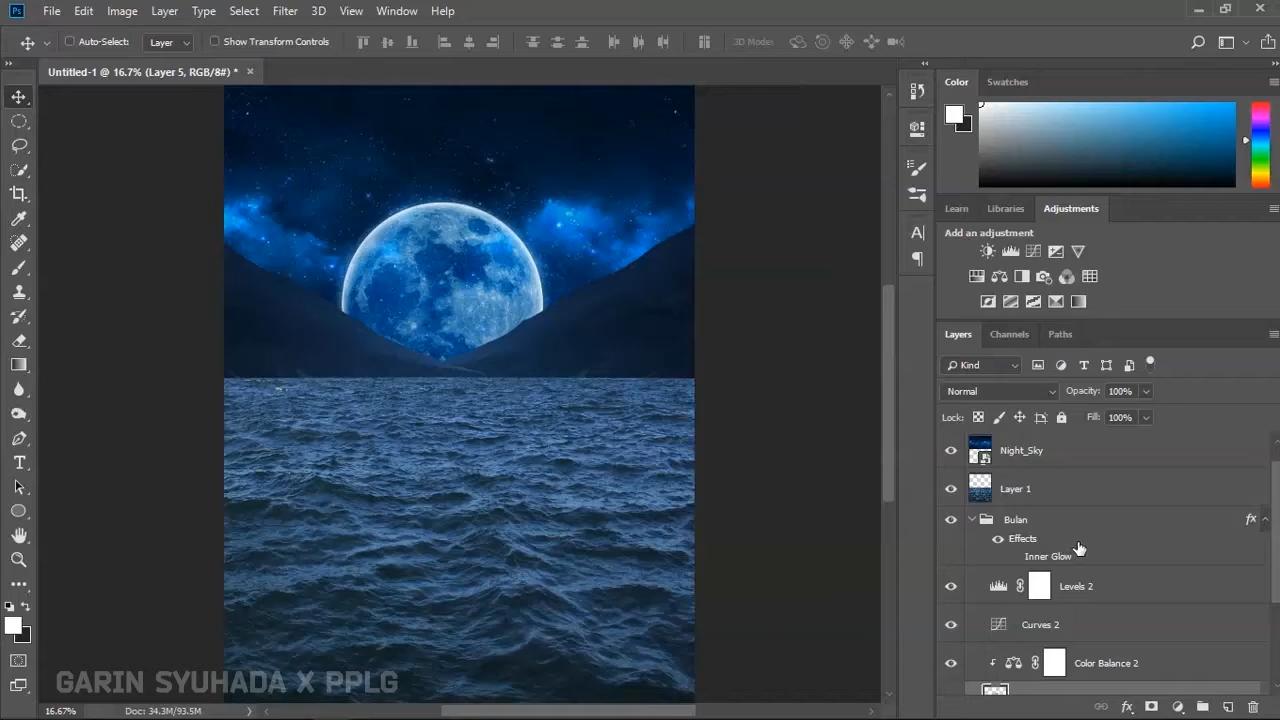 Ps File Edit Image Layer Type Select Filter 3D View Window Help
Auto-Select: Layer Show Transform Controls 3D Mode:
Untitled-1 @ 16.7% (Layer 5, RGB/8#) * ×
Color Swatches
Learn Libraries Adjustments
Add an adjustment
Layers Channels Paths
Kind
Normal Opacity: 100%
Lock: Fill: 100%
Night_Sky
Layer 1
Bulan fx
Effects
Inner Glow
Levels 2
Curves 2
Color Balance 2
GARIN SYUHADA X PPLG
16.67% Doc: 34.3M/93.5M